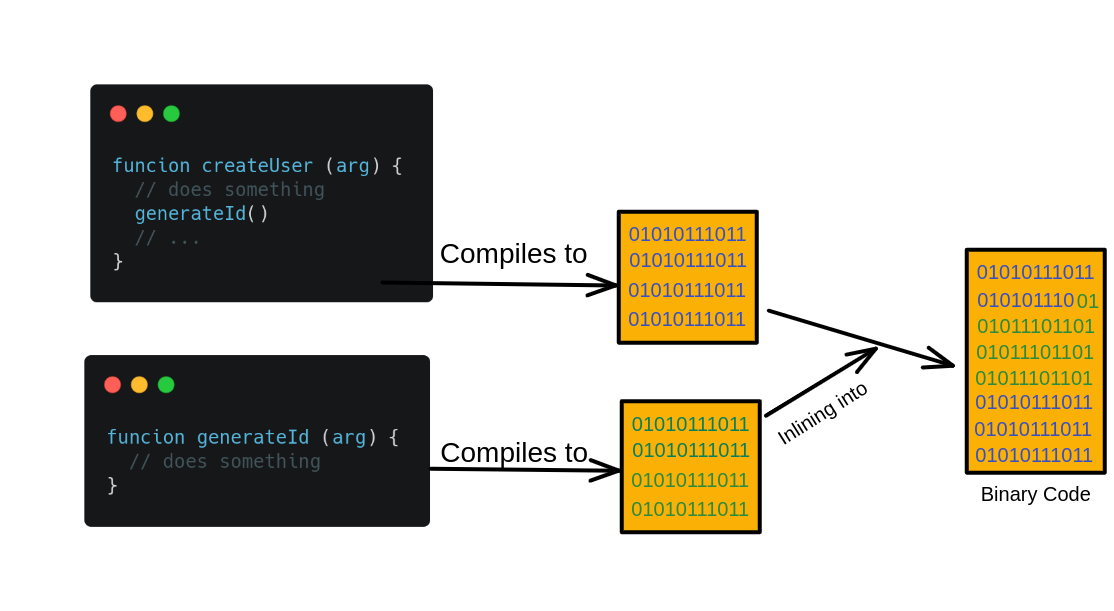 funcion createUser (arg) {
// does something
generateId()
// ...
}
Compiles to
01010111011
01010111011
01010111011
01010111011
funcion generateId (arg) {
// does something
}
Compiles to
01010111011
01010111011
01010111011
01010111011
Inlining into
01010111011
01010111001
01011101101
01011101101
01011101101
01010111011
01010111011
01010111011
Binary Code